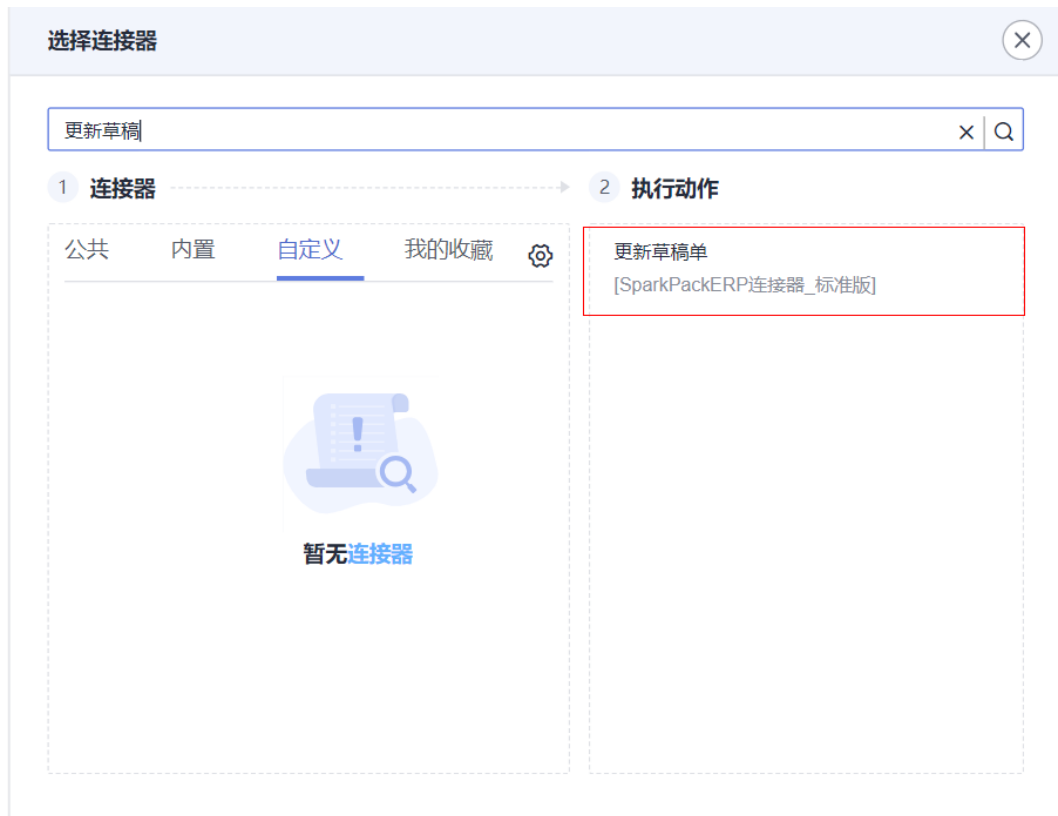 选择连接器
更新草稿
1 连接器
2 执行动作
公共 内置 自定义 我的收藏
更新草稿单
[SparkPackERP连接器_标准版]
暂无连接器